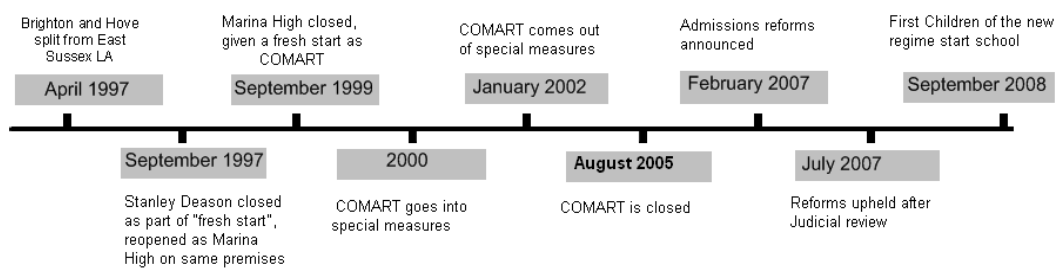 Brighton and Hove
split from East
Sussex LA
April 1997
Marina High closed,
given a fresh start as
COMART
September 1999
COMART comes out
of special measures
January 2002
Admissions reforms
announced
February 2007
First Children of the new
regime start school
September 2008
September 1997
Stanley Deason closed
as part of "fresh start",
reopened as Marina
High on same premises
2000
COMART goes into
special measures
August 2005
COMART is closed
July 2007
Reforms upheld after
Judicial review